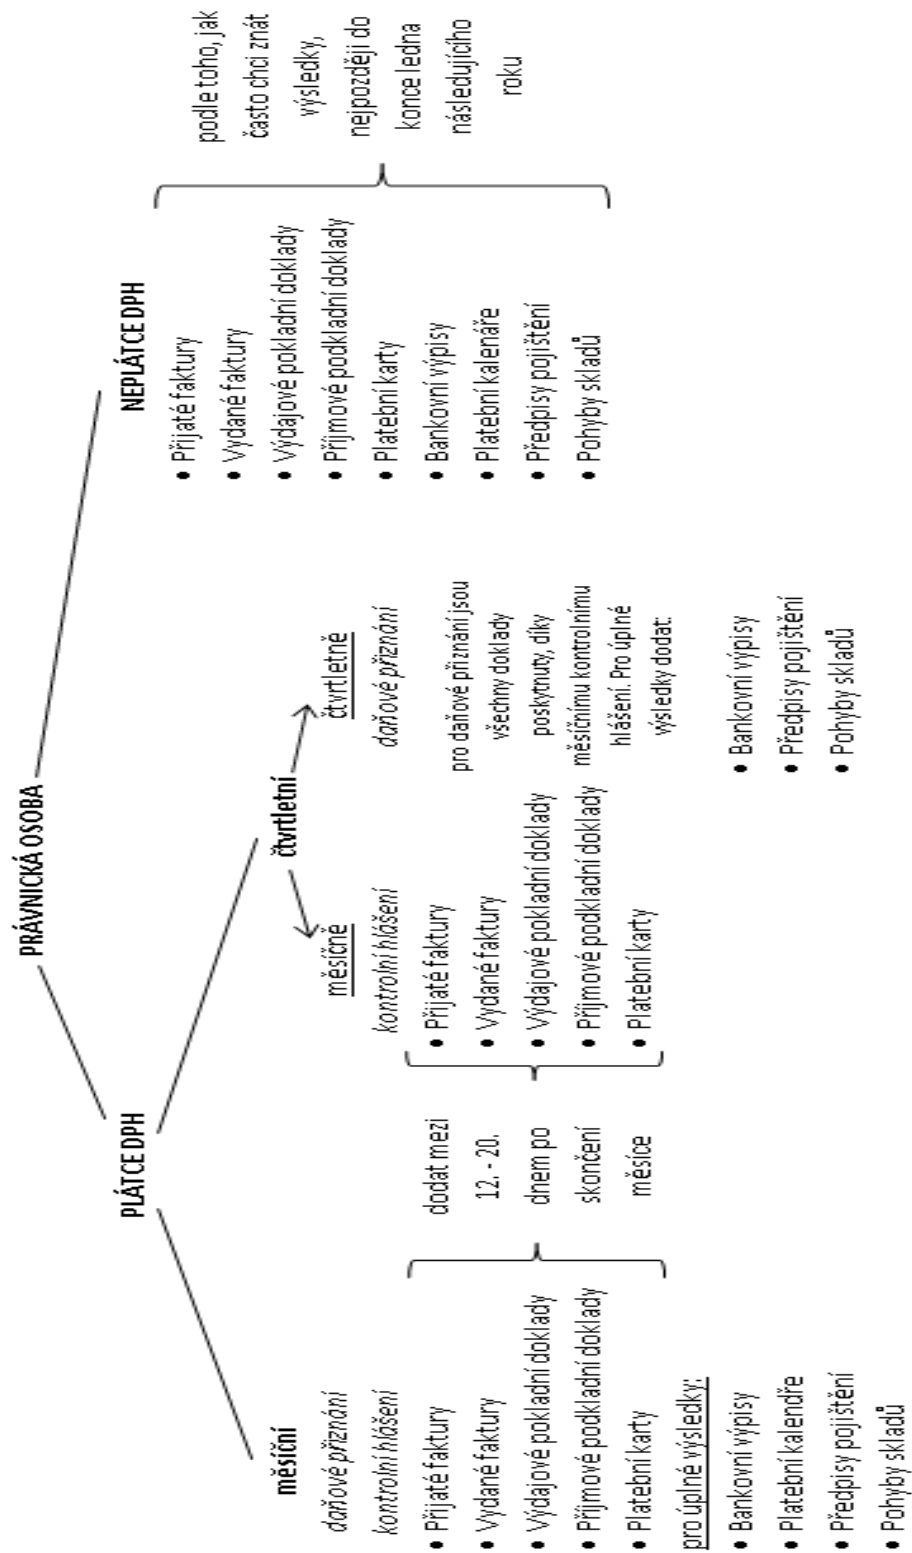 PRÁVNICKÁ OSOBA
PLÁTCE DPH
NEPLÁTCE DPH
měsíční
daňové přiznání
kontrolní hlášení
• Přijaté faktury
• Vydané faktury
• Výdajové pokladní doklady
• Příjmové podkladní doklady
• Platební karty
pro úplné výsledky:
• Bankovní výpisy
• Platební kalendře
• Předpisy pojištění
• Pohyby skladů
dodat mezi
12. - 20.
dnem po
skončení
měsíce
čtvrtletní
měsíčně
kontrolní hlášení
• Přijaté faktury
• Vydané faktury
• Výdajové pokladní doklady
• Příjmové podkladní doklady
• Platební karty
čtvrtletně
daňové přiznání
pro daňové přiznání jsou
všechny doklady
poskytnuty, díky
měsíčnímu kontrolnímu
hlášení. Pro úplné
výsledky dodat:
• Bankovní výpisy
• Předpisy pojištění
• Pohyby skladů
• Přijaté faktury
• Vydané faktury
• Výdajové pokladní doklady
• Příjmové podkladní doklady
• Platební karty
• Bankovní výpisy
• Platební kalenáře
• Předpisy pojištění
• Pohyby skladů
podle toho, jak
často chci znát
výsledky,
nejpozději do
konce ledna
následujícího
roku